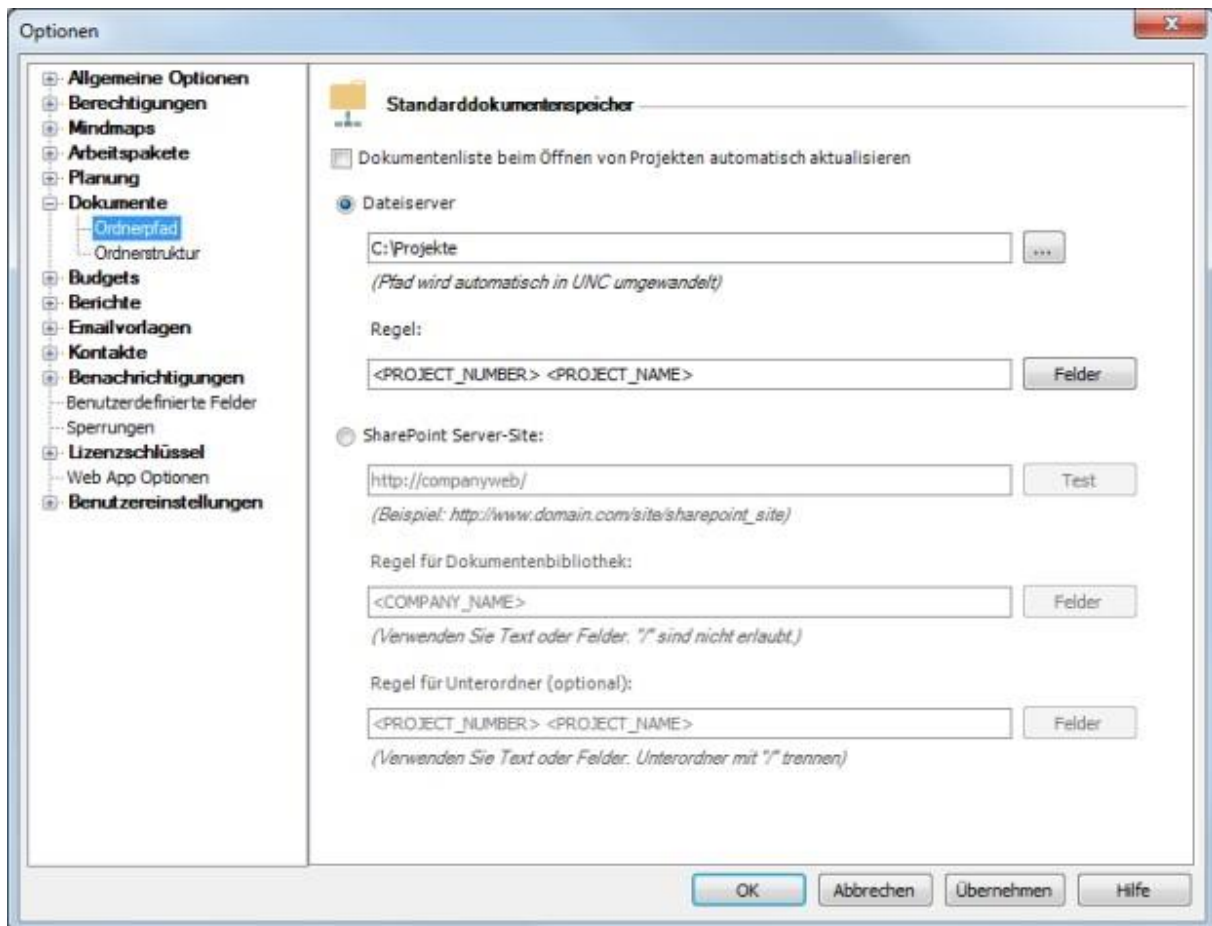 Optionen
Allgemeine Optionen
Berechtigungen
Mindmaps
Arbeitspakete
Planung
Dokumente
Ordnerpfad
Ordnerstruktur
Budgets
Berichte
Emailvorlagen
Kontakte
Benachrichtigungen
Benutzerdefinierte Felder
Sperrungen
Lizenzschlüssel
Web App Optionen
Benutzereinstellungen
Standarddokumentenspeicher
Dokumentenliste beim Öffnen von Projekten automatisch aktualisieren
Dateiserver
C:\Projekte ...
(Pfad wird automatisch in UNC umgewandelt)
Regel:
<PROJECT_NUMBER> <PROJECT_NAME> Felder
SharePoint Server-Site:
http://companyweb/ Test
(Beispiel: http://www.domain.com/site/sharepoint_site)
Regel für Dokumentenbibliothek:
<COMPANY_NAME> Felder
(Verwenden Sie Text oder Felder. "/" sind nicht erlaubt.)
Regel für Unterordner (optional):
<PROJECT_NUMBER> <PROJECT_NAME> Felder
(Verwenden Sie Text oder Felder. Unterordner mit "/" trennen)
OK Abbrechen Übernehmen Hilfe